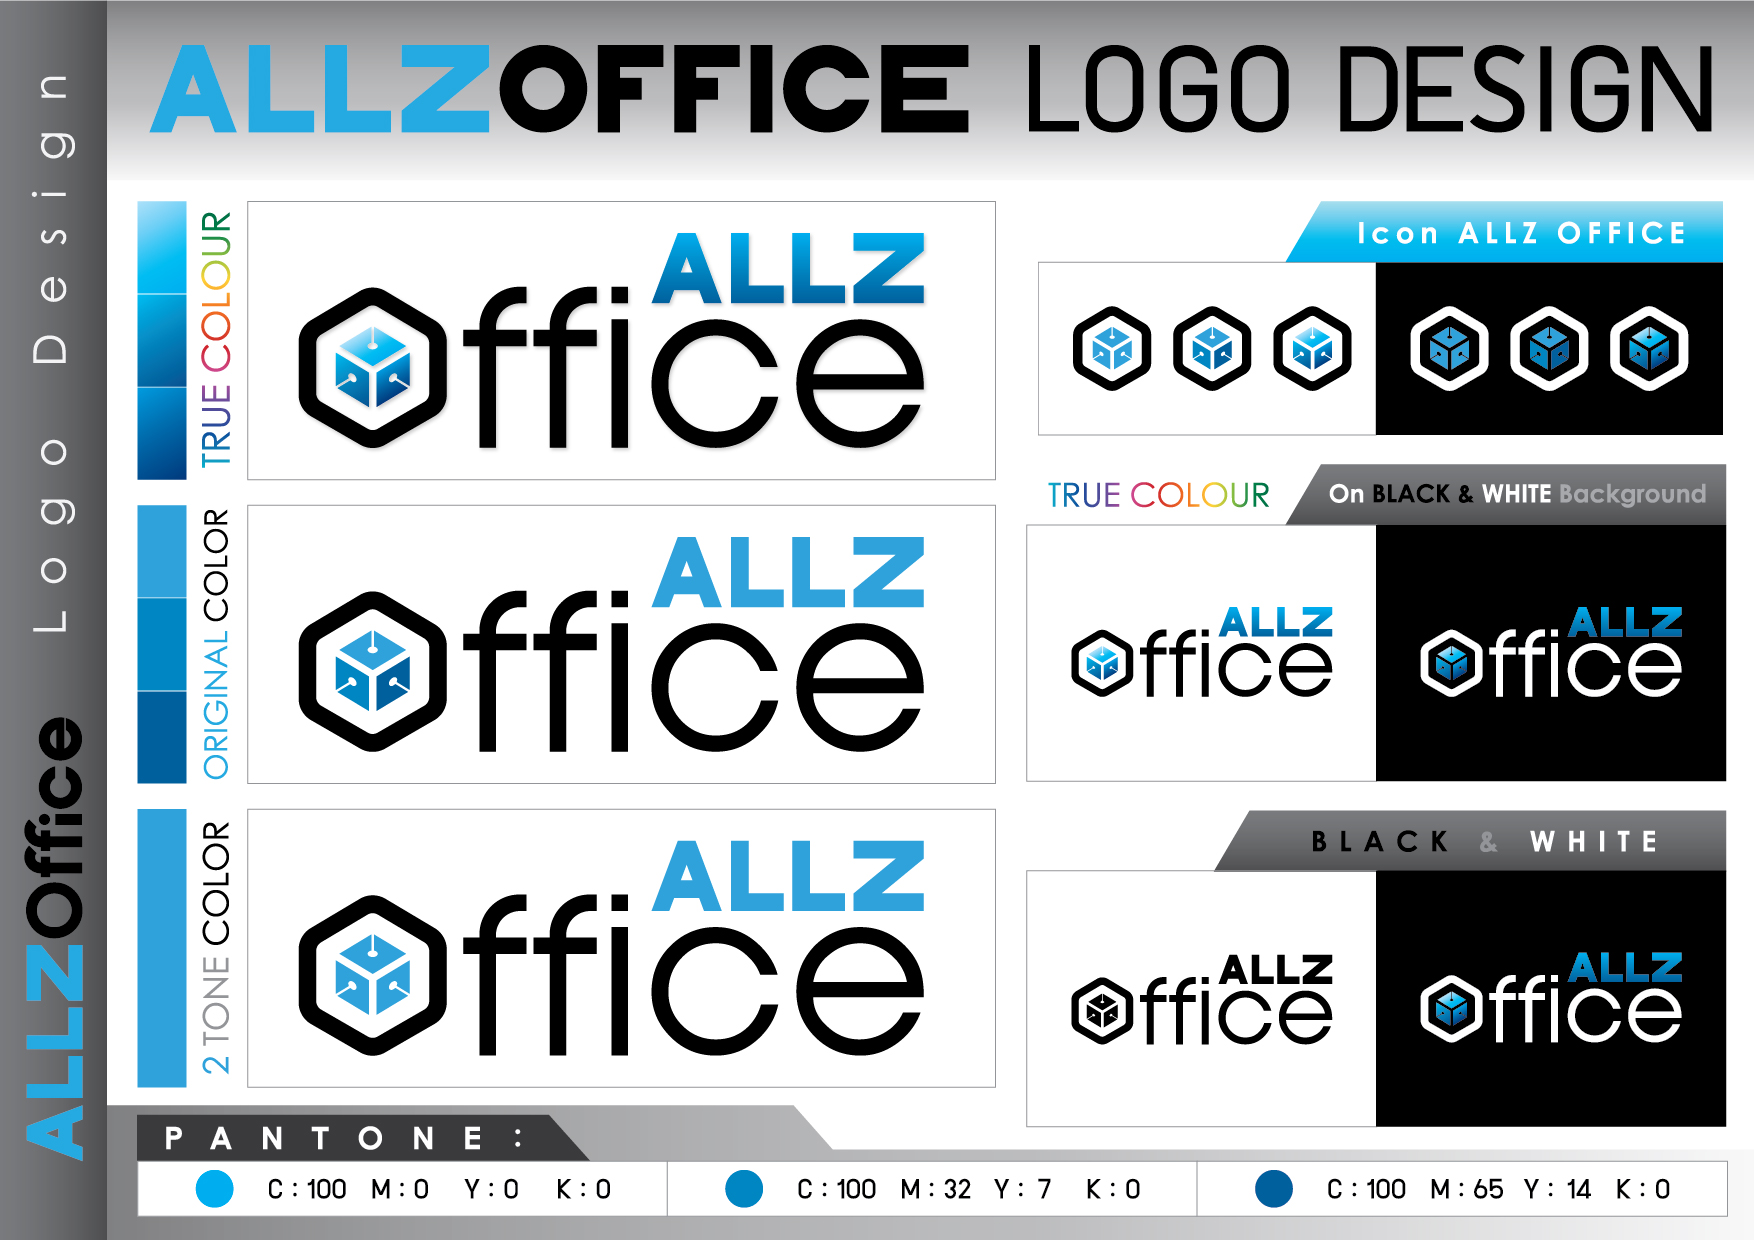 ALLZOFFICE LOGO DESIGN
ALLZOffice Logo Design
TRUE COLOUR
ALLZ
Office
ORIGINAL COLOR
ALLZ
Office
2 TONE COLOR
ALLZ
Office
Icon ALLZ OFFICE
TRUE COLOUR
On BLACK & WHITE Background
ALLZ
Office
ALLZ
Office
BLACK & WHITE
ALLZ
Office
ALLZ
Office
PANTONE:
C : 100 M : 0 Y : 0 K : 0
C : 100 M : 32 Y : 7 K : 0
C : 100 M : 65 Y : 14 K : 0